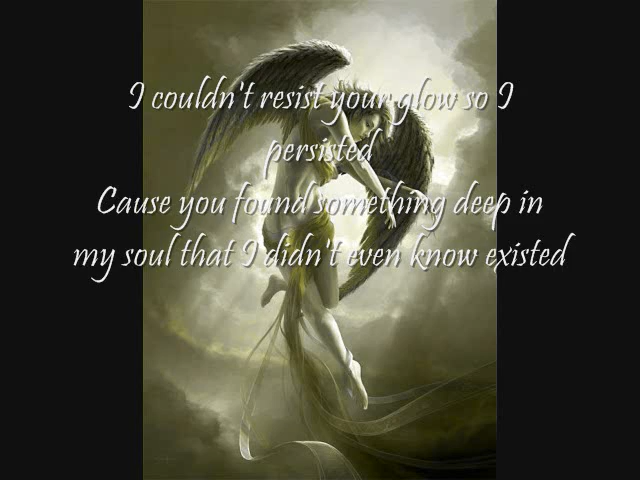 I couldn't resist your glow so I
persisted
Cause you found something deep in
my soul that I didn't even know existed